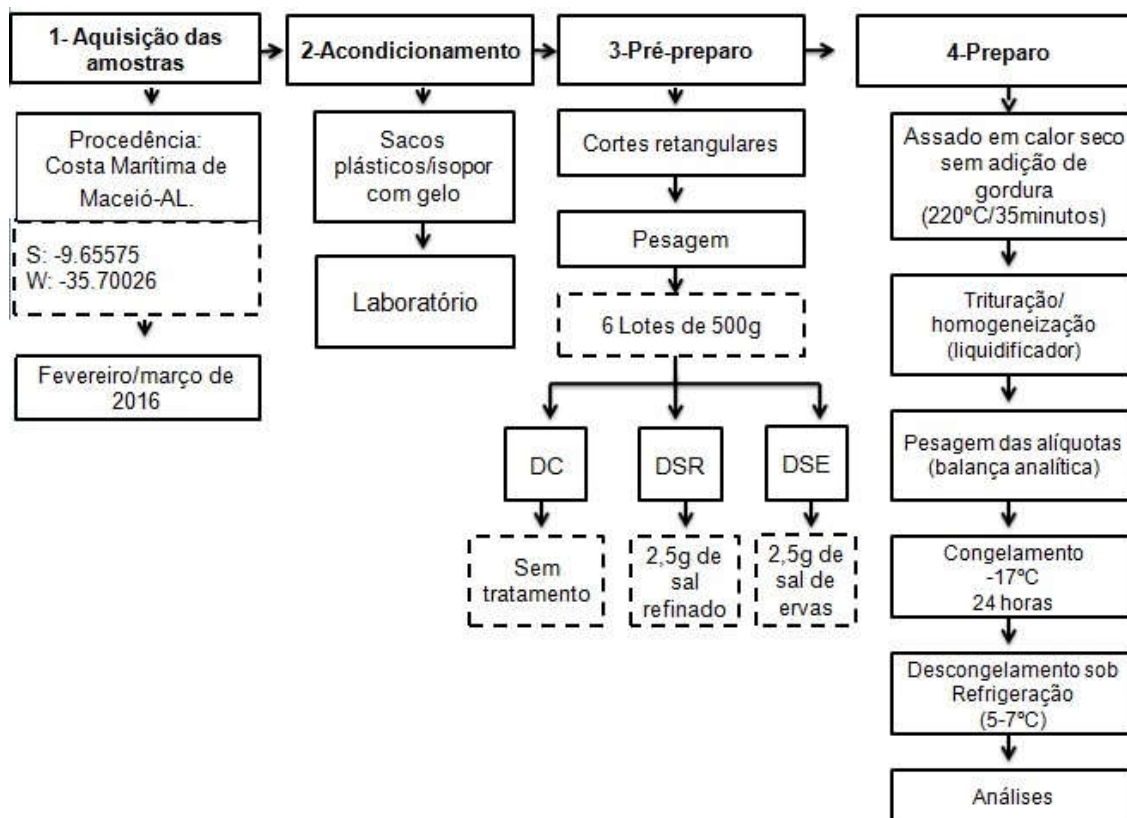 1- Aquisição das
amostras
Procedência:
Costa Marítima de
Maceió-AL.
S: -9.65575
W: -35.70026
Fevereiro/março de
2016
2-Acondicionamento
Sacos
plásticos/isopor
com gelo
Laboratório
3-Pré-preparo
Cortes retangulares
Pesagem
6 Lotes de 500g
DC
DSR
DSE
Sem
tratamento
2,5g de
sal
refinado
2,5g de
sal de
ervas
4-Preparo
Assado em calor seco
sem adição de
gordura
(220ºC/35minutos)
Trituração/
homogeneização
(liquidificador)
Pesagem das alíquotas
(balança analítica)
Congelamento
-17ºC
24 horas
Descongelamento sob
Refrigeração
(5-7ºC)
Análises